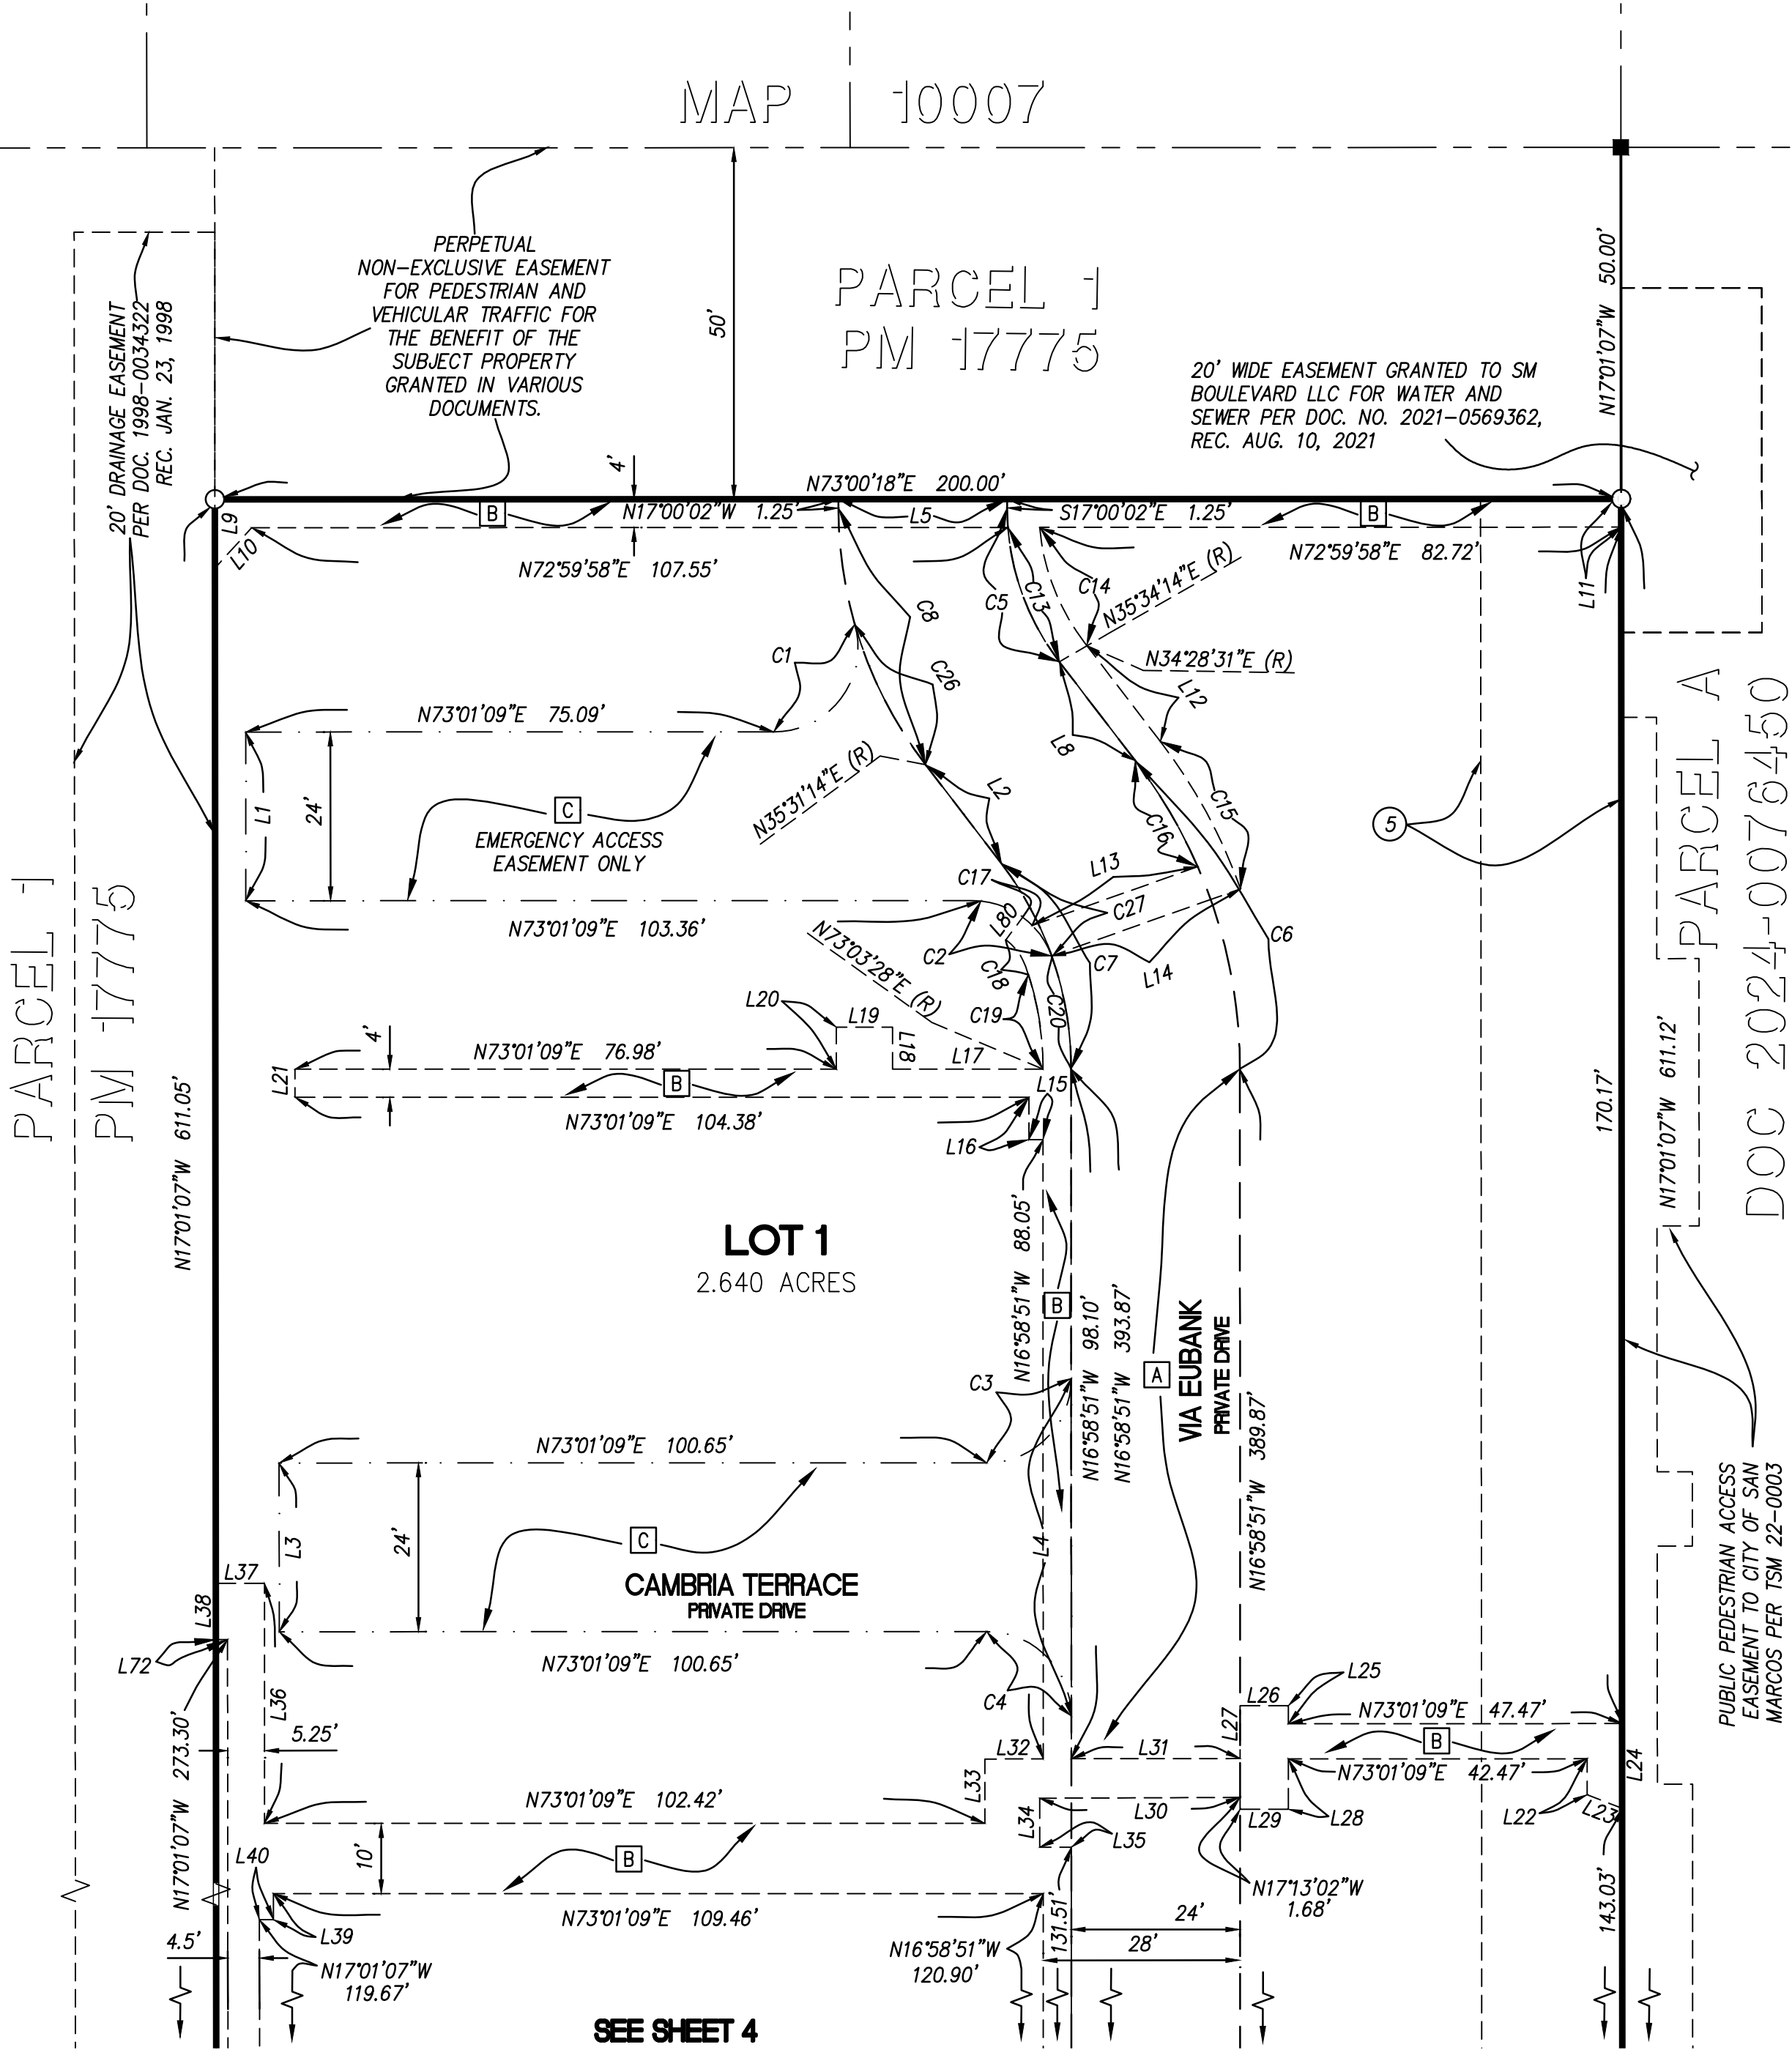 MAP 10007
PERPETUAL
NON-EXCLUSIVE EASEMENT
FOR PEDESTRIAN AND
VEHICULAR TRAFFIC FOR
THE BENEFIT OF THE
SUBJECT PROPERTY
GRANTED IN VARIOUS
DOCUMENTS.
50'
PARCEL 1
PM 17775
N17°01'07"W 50.00'
20' DRAINAGE EASEMENT
PER DOC. 1998-0034322
REC. JAN. 23, 1998
20' WIDE EASEMENT GRANTED TO SM
BOULEVARD LLC FOR WATER AND
SEWER PER DOC. NO. 2021-0569362,
REC. AUG. 10, 2021
4'
N73°00'18"E 200.00'
L9
B
N17°00'02"W 1.25'
L5
S17°00'02"E 1.25'
B
L10
N72°59'58"E 107.55'
N72°59'58"E 82.72'
L11
C8
C5
C13
C14
N35°34'14"E (R)
N34°28'31"E (R)
C1
C26
L12
N73°01'09"E 75.09'
L8
L1
24'
C
EMERGENCY ACCESS
EASEMENT ONLY
N35°31'14"E (R)
L2
C15
C16
5
L13
C17
C27
L80
N73°01'09"E 103.36'
N73°03'28"E (R)
C2
C18
C7
L14
C6
PARCEL 1
PM 17775
PARCEL A
DOC 2024-0076450
L20
L19
L18
L17
C19
C20
4'
N73°01'09"E 76.98'
L21
B
L15
N73°01'09"E 104.38'
L16
N17°01'07"W 611.05'
170.17'
N17°01'07"W 611.12'
LOT 1
2.640 ACRES
N16°58'51"W 88.05'
B
N16°58'51"W 98.10'
N16°58'51"W 393.87'
A
VIA EUBANK
PRIVATE DRIVE
N16°58'51"W 389.87'
C3
N73°01'09"E 100.65'
L3
24'
C
L4
CAMBRIA TERRACE
PRIVATE DRIVE
PUBLIC PEDESTRIAN ACCESS
EASEMENT TO CITY OF SAN
MARCOS PER TSM 22-0003
L37
L38
L72
N73°01'09"E 100.65'
C4
L36
L25
L26
L27
N73°01'09"E 47.47'
B
N17°01'07"W 273.30'
5.25'
L32
L31
L33
N73°01'09"E 42.47'
L24
N73°01'09"E 102.42'
L34
L30
L29
L28
L22
L23
L35
L40
10'
B
N17°13'02"W
1.68'
143.03'
L39
N73°01'09"E 109.46'
4.5'
N17°01'07"W
119.67'
N16°58'51"W
120.90'
131.51'
24'
28'
SEE SHEET 4